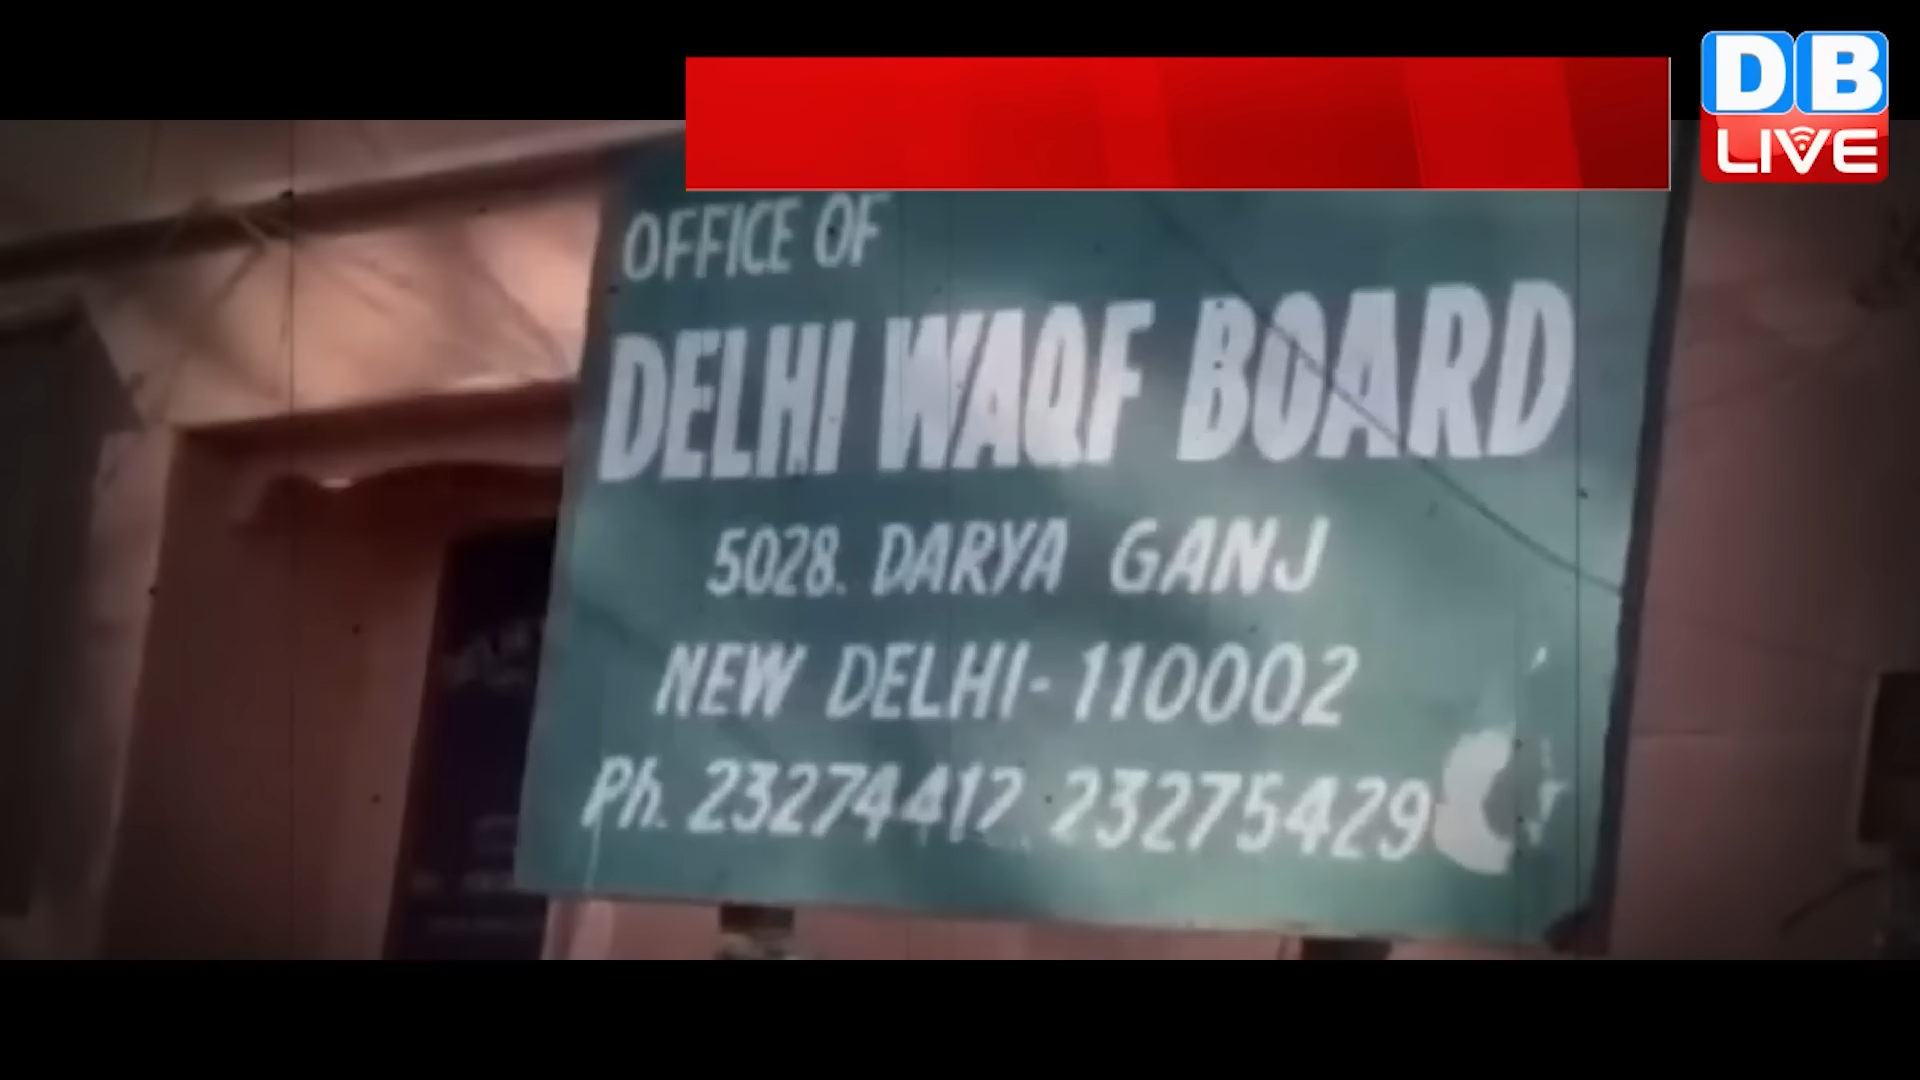 DB
LIVE
OFFICE OF
DELHI WAQF BOARD
5028. DARYA GANJ
NEW DELHI-110002
Ph. 23274412, 23275429